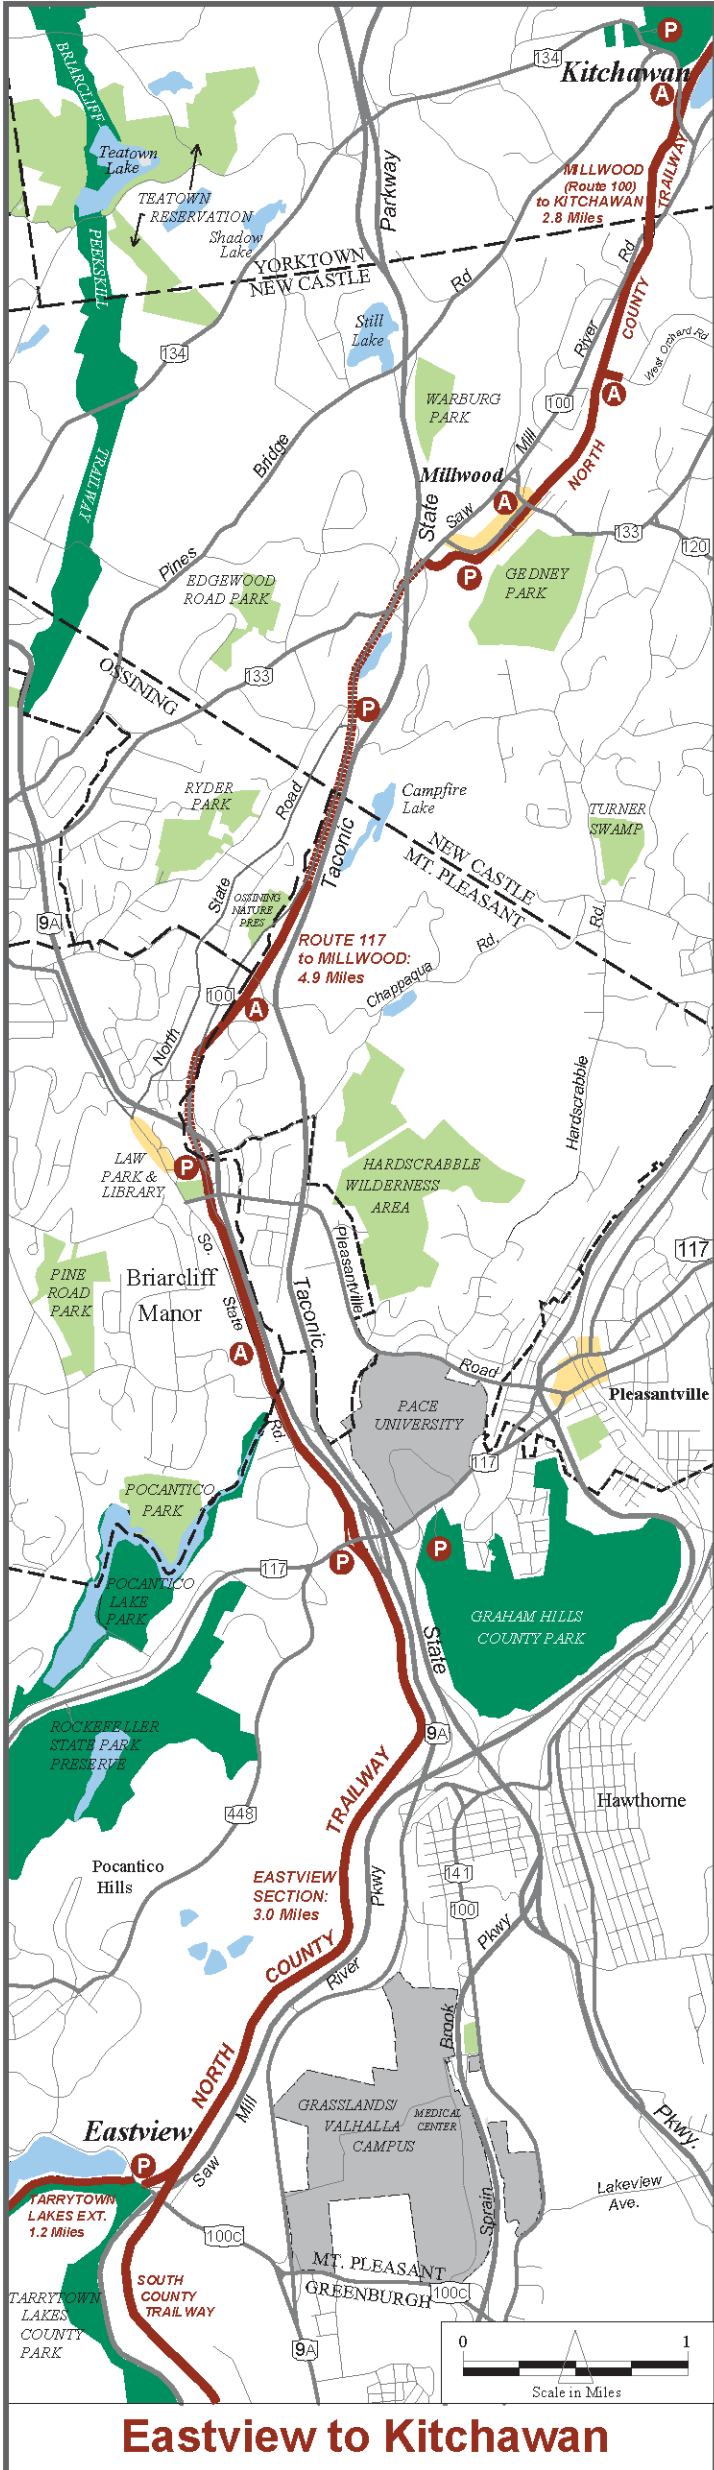 P
134
Kitchawan
A
BRIARCLIFF
Teatown
Lake
Parkway
MILLWOOD
(Route 100)
to KITCHAWAN
2.8 Miles
TRAILWAY
TEATOWN
RESERVATION
Shadow
Lake
PEEKSKILL
YORKTOWN
NEW CASTLE
Rd
Rd
COUNTY
Still
Lake
River
West Orchard Rd
134
A
WARBURG
PARK
100
Bridge
Mill
NORTH
Millwood
TRAILWAY
State
Saw
A
133
120
Pines
P
GEDNEY
PARK
EDGEWOOD
ROAD PARK
OSSINING
133
P
RYDER
PARK
Road
Campfire
Lake
TURNER
SWAMP
Taconic
NEW CASTLE
MT. PLEASANT
State
OSSINING
NATURE
PRES
9A
Rd.
ROUTE 117
to MILLWOOD:
4.9 Miles
Rd.
Chappaqua
100
A
North
Hardscrabble
LAW
PARK &
LIBRARY
P
HARDSCRABBLE
WILDERNESS
AREA
So.
Pleasantville
117
PINE
ROAD
PARK
Briarcliff
Manor
State
Taconic
A
Road
Pleasantville
PACE
UNIVERSITY
Rd.
117
POCANTICO
PARK
P
P
117
POCANTICO
LAKE
PARK
GRAHAM HILLS
COUNTY PARK
State
ROCKEFELLER
STATE PARK
PRESERVE
9A
TRAILWAY
Hawthorne
448
Pocantico
Hills
EASTVIEW
SECTION:
3.0 Miles
Pkwy
141
100
Pkwy
COUNTY
River
Brook
NORTH
Mill
GRASSLANDS/
VALHALLA
CAMPUS
MEDICAL
CENTER
Pkwy.
Eastview
P
Saw
Sprain
Lakeview
Ave.
TARRYTOWN
LAKES EXT.
1.2 Miles
100C
MT. PLEASANT
GREENBURGH
100C
SOUTH
COUNTY
TRAILWAY
TARRYTOWN
LAKES
COUNTY
PARK
9A
0 1
Scale in Miles
Eastview to Kitchawan